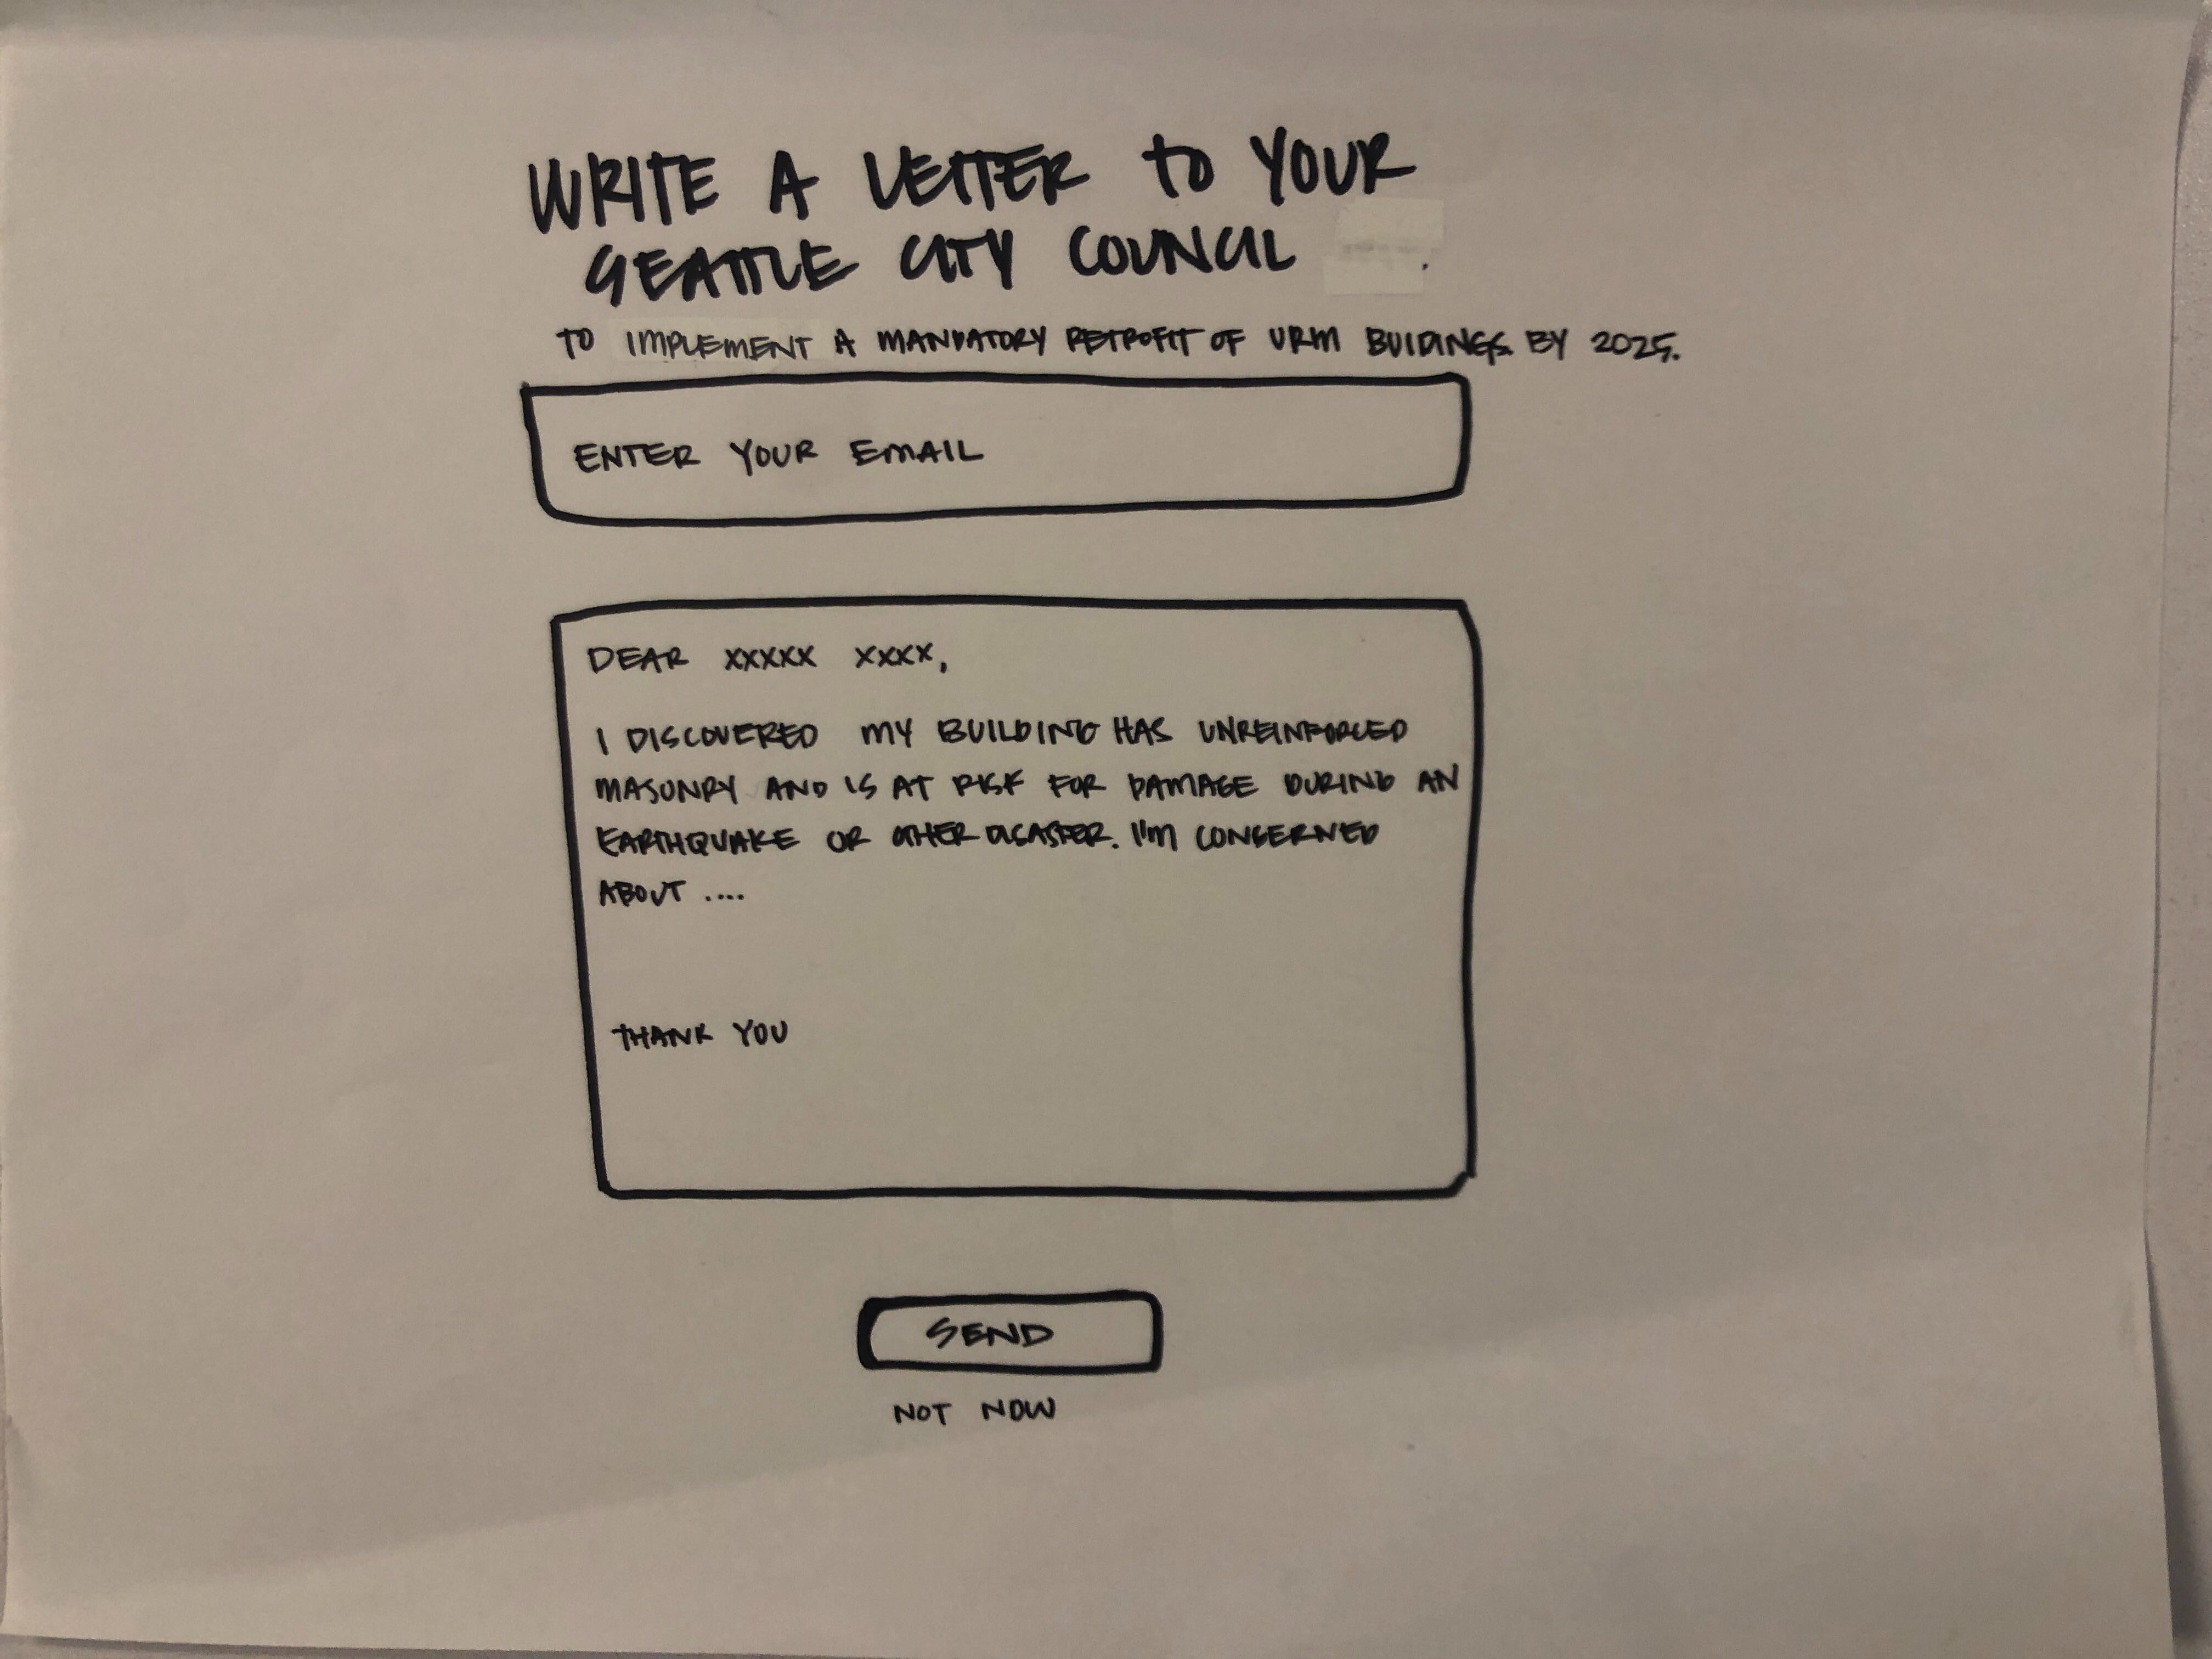 WRITE A LETTER TO YOUR
SEATTLE CITY COUNCIL
TO IMPLEMENT A MANDATORY RETROFIT OF URM BUIDINGS BY 2025.
ENTER YOUR EMAIL
DEAR XXXXX XXXX,
I DISCOVERED MY BUILDING HAS UNREINFORCED
MASONRY AND IS AT RISK FOR DAMAGE DURING AN
EARTHQUAKE OR OTHER DISASTER. I'M CONCERNED
ABOUT ....
THANK YOU
SEND
NOT NOW